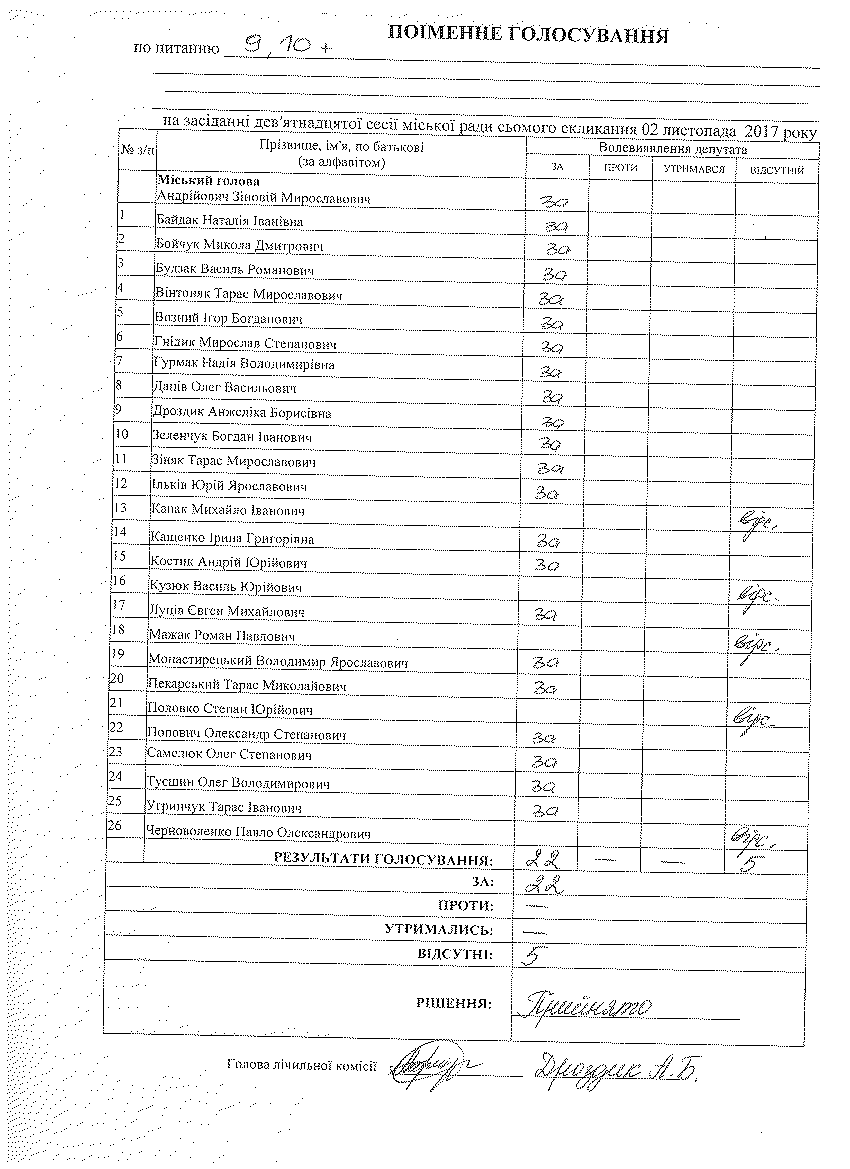 ПОІМЕННЕ ГОЛОСУВАННЯ
по питанню 9, 10 +
на засіданні дев'ятнадцятої сесії міської ради сьомого скликання 02 листопада 2017 року
№ з/п Прізвище, ім'я, по батькові (за алфавітом) Волевиявлення депутата
ЗА ПРОТИ УТРИМАВСЯ ВІДСУТНІЙ
Міський голова
Андрійович Зіновій Мирославович за
1 Байдак Наталія Іванівна за
2 Бойчук Микола Дмитрович за
3 Булзак Василь Романович за
4 Вінтоняк Тарас Мирославович за
5 Возний Ігор Богданович за
6 Гнідик Мирослав Степанович за
7 Гурмак Надія Володимирівна за
8 Данів Олег Васильович за
9 Дроздик Анжеліка Борисівна за
10 Зеленчук Богдан Іванович за
11 Зіняк Тарас Мирославович за
12 Ільків Юрій Ярославович за
13 Капак Михайло Іванович відс.
14 Кащенко Ірина Григорівна за
15 Костик Андрій Юрійович за
16 Кузюк Василь Юрійович відс.
17 Луців Євген Михайлович за
18 Мажак Роман Павлович відс.
19 Монастирецький Володимир Ярославович за
20 Пекарський Тарас Миколайович за
21 Половко Степан Юрійович відс.
22 Попович Олександр Степанович за
23 Самелюк Олег Степанович за
24 Тусшин Олег Володимирович за
25 Угринчук Тарас Іванович за
26 Черноволенко Павло Олександрович відс.
РЕЗУЛЬТАТИ ГОЛОСУВАННЯ: 22 — — 5
ЗА: 22
ПРОТИ: —
УТРИМАЛИСЬ: —
ВІДСУТНІ: 5
РІШЕННЯ: Прийнято
Голова лічильної комісії Дроздик А.Б.